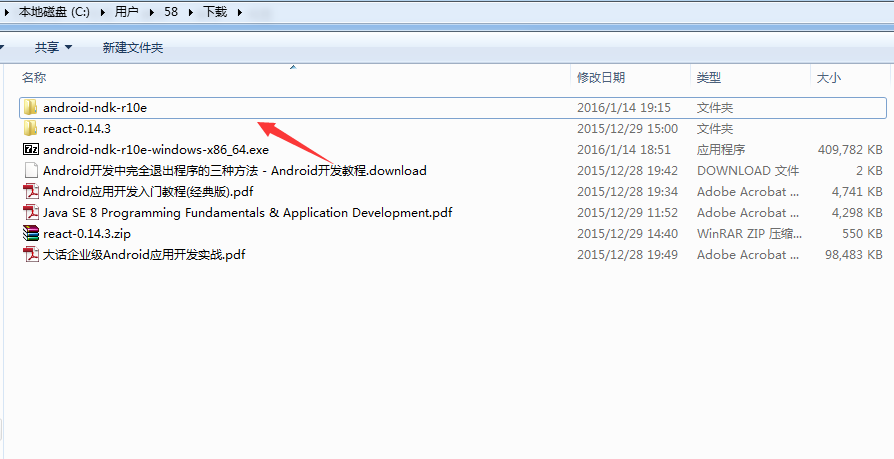 本地磁盘 (C:) 用户 58 下载
共享 新建文件夹
名称 修改日期 类型 大小
android-ndk-r10e 2016/1/14 19:15 文件夹
react-0.14.3 2015/12/29 15:00 文件夹
android-ndk-r10e-windows-x86_64.exe 2016/1/14 18:51 应用程序 409,782 KB
Android开发中完全退出程序的三种方法 - Android开发教程.download 2015/12/28 19:42 DOWNLOAD 文件 2 KB
Android应用开发入门教程(经典版).pdf 2015/12/28 19:34 Adobe Acrobat ... 4,741 KB
Java SE 8 Programming Fundamentals & Application Development.pdf 2015/12/29 11:52 Adobe Acrobat ... 4,298 KB
react-0.14.3.zip 2015/12/29 14:40 WinRAR ZIP 压缩... 550 KB
大话企业级Android应用开发实战.pdf 2015/12/28 19:49 Adobe Acrobat ... 98,483 KB